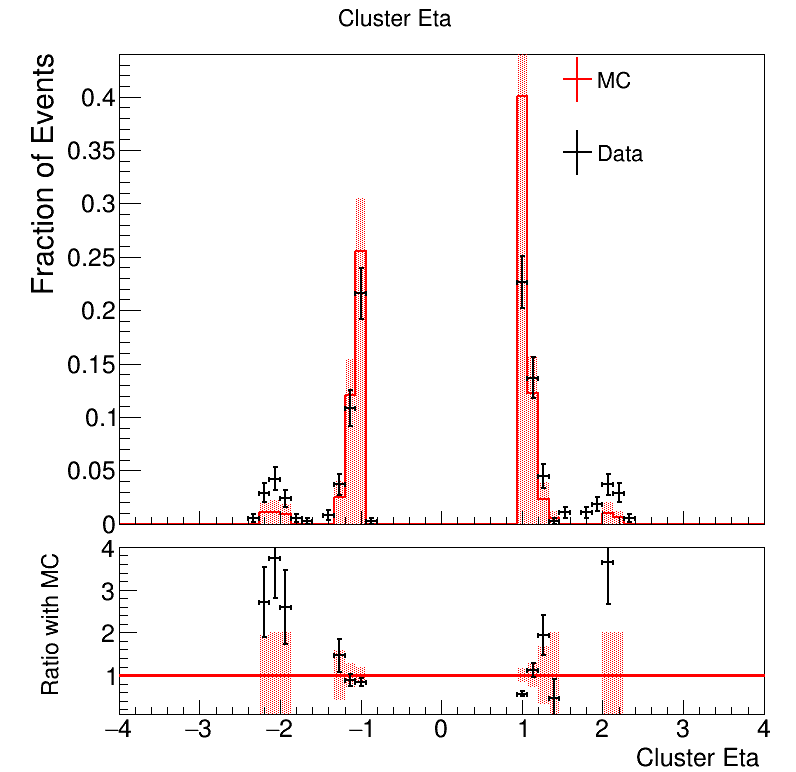 Cluster Eta
Fraction of Events
0.4
0.35
0.3
0.25
0.2
0.15
0.1
0.05
0
MC
Data
Ratio with MC
4
3
2
1
−4 −3 −2 −1 0 1 2 3 4
Cluster Eta